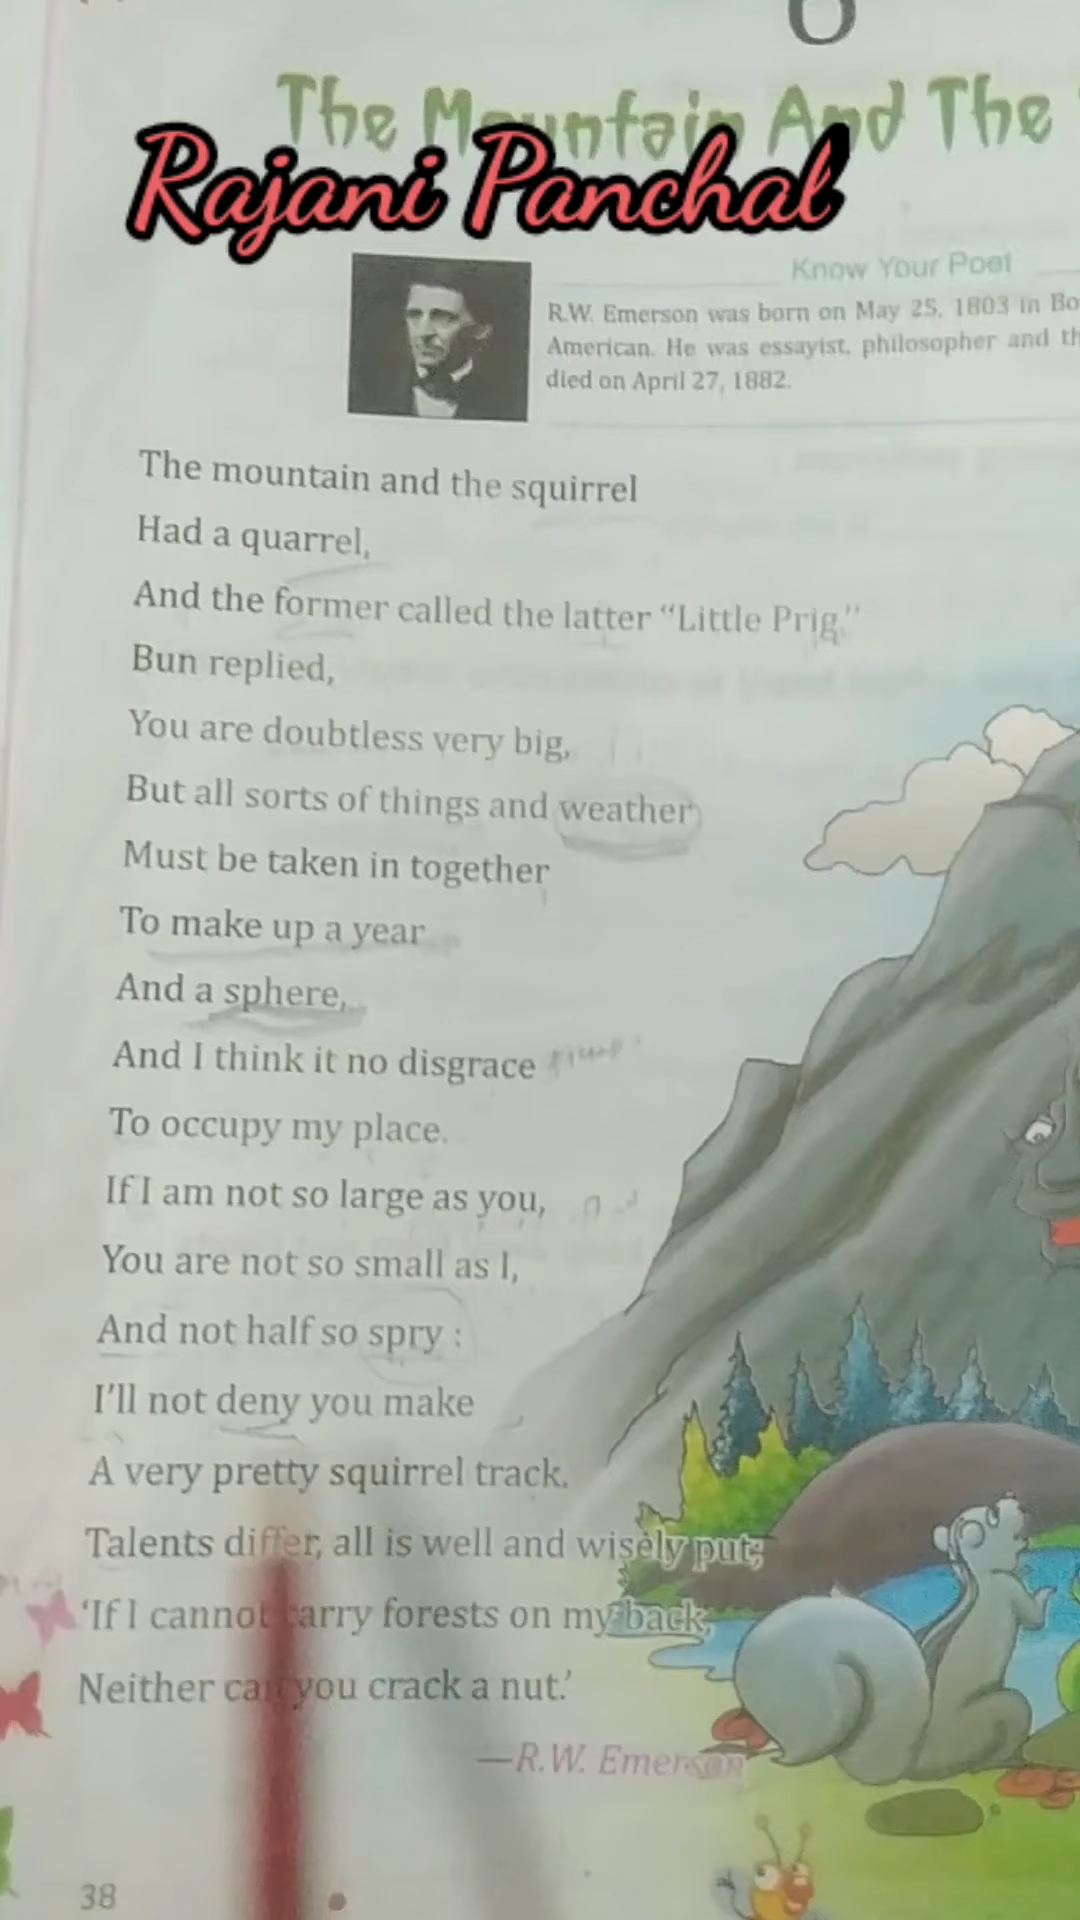 6
The Mountain And The
Rajani Panchal
Know Your Poet
R.W. Emerson was born on May 25, 1803 in Bo
American. He was essayist, philosopher and th
died on April 27, 1882.
The mountain and the squirrel
Had a quarrel,
And the former called the latter “Little Prig.”
Bun replied,
You are doubtless very big,
But all sorts of things and weather
Must be taken in together
To make up a year
And a sphere,
And I think it no disgrace
To occupy my place.
If I am not so large as you,
You are not so small as I,
And not half so spry :
I'll not deny you make
A very pretty squirrel track.
Talents differ, all is well and wisely put;
‘If I cannot carry forests on my back,
Neither can you crack a nut.’
—R.W. Emerson
38